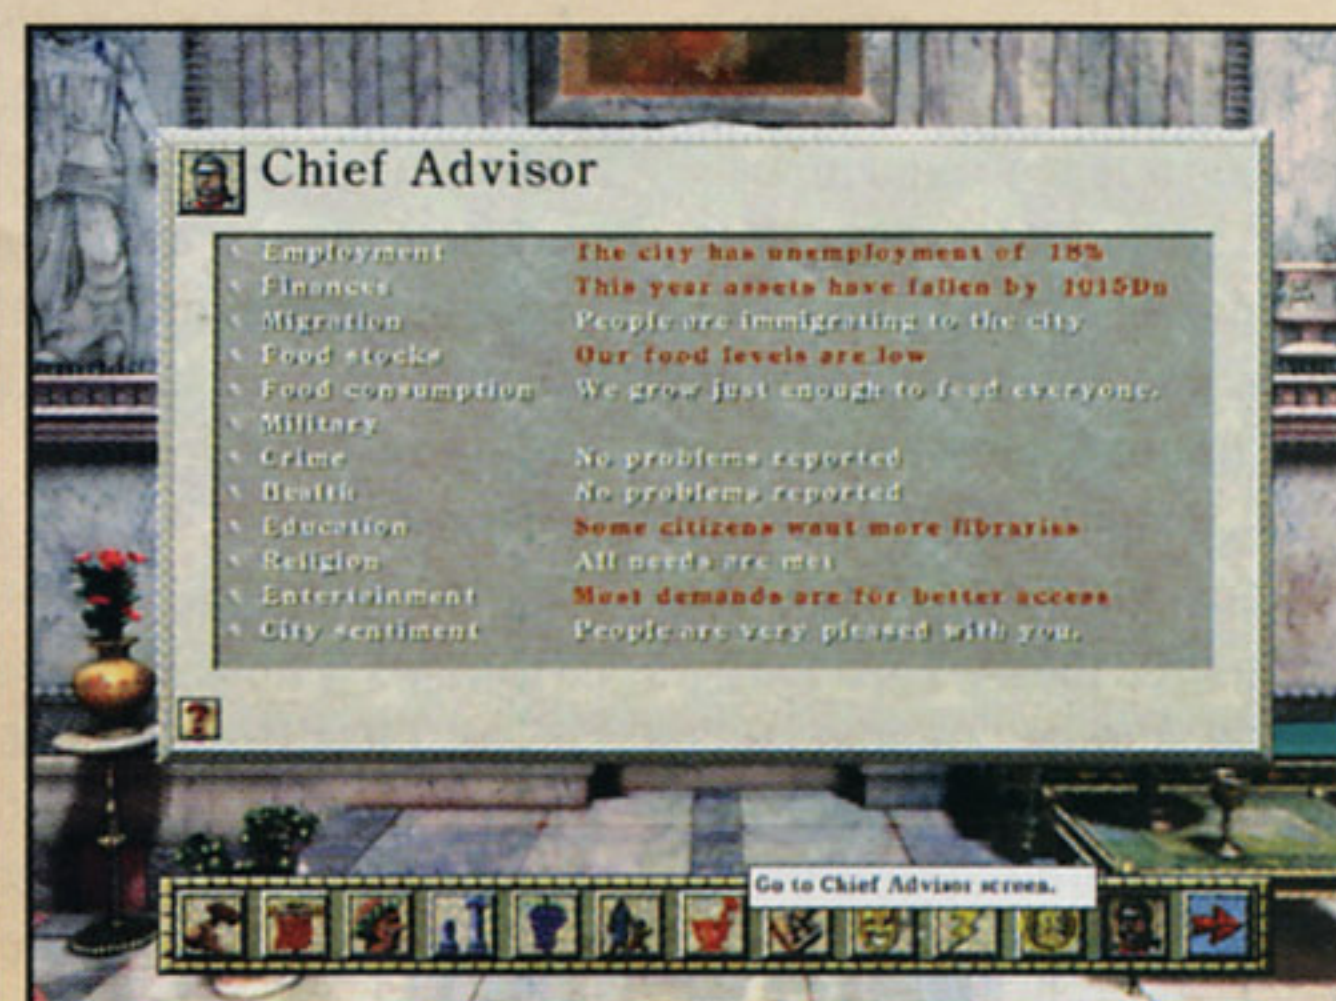 Chief Advisor
Employment The city has unemployment of 18%
Finances This year assets have fallen by 1015Dn
Migration People are immigrating to the city
Food stocks Our food levels are low
Food consumption We grow just enough to feed everyone.
Military
Crime No problems reported
Health No problems reported
Education Some citizens want more libraries
Religion All needs are met
Entertainment Most demands are for better access
City sentiment People are very pleased with you.
?
Go to Chief Advisor screen.